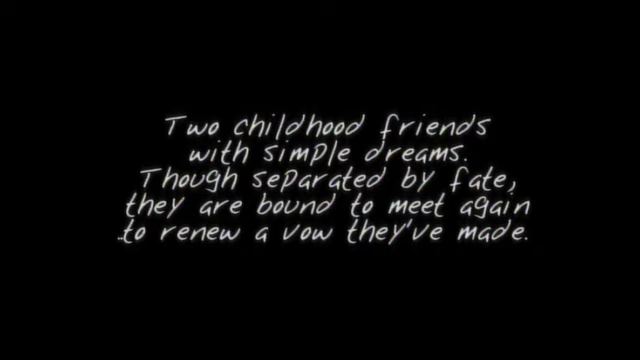 Two childhood friends
with simple dreams.
Though separated by fate,
they are bound to meet again
..to renew a vow they've made.